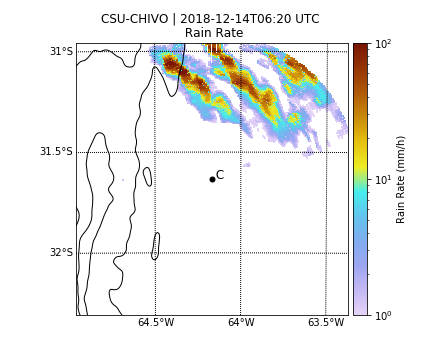 CSU-CHIVO | 2018-12-14T06:20 UTC
Rain Rate
31°S
31.5°S
32°S
64.5°W
64°W
63.5°W
C
10²
10¹
10⁰
Rain Rate (mm/h)